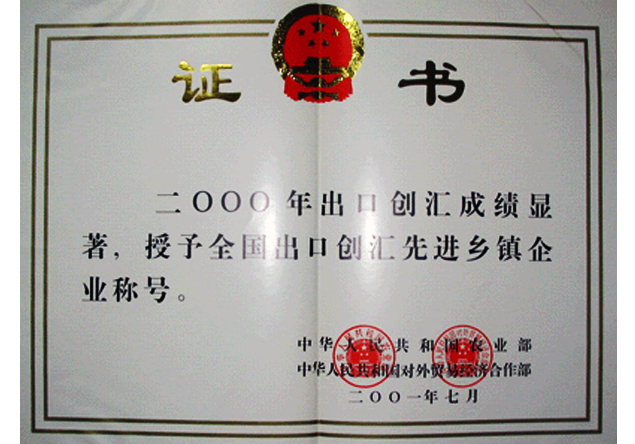 证书
二OOO年出口创汇成绩显
著，授予全国出口创汇先进乡镇企
业称号。
中华人民共和国农业部
中华人民共和国对外贸易经济合作部
二OO一年七月